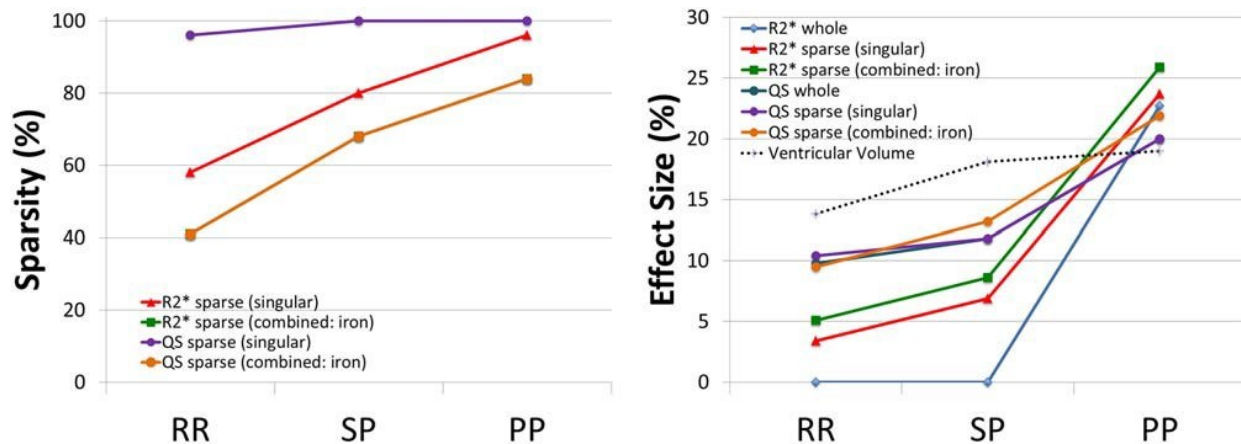 Sparsity (%)
100
80
60
40
20
0
R2* sparse (singular)
R2* sparse (combined: iron)
QS sparse (singular)
QS sparse (combined: iron)
RR SP PP
Effect Size (%)
30
25
20
15
10
5
0
R2* whole
R2* sparse (singular)
R2* sparse (combined: iron)
QS whole
QS sparse (singular)
QS sparse (combined: iron)
Ventricular Volume
RR SP PP